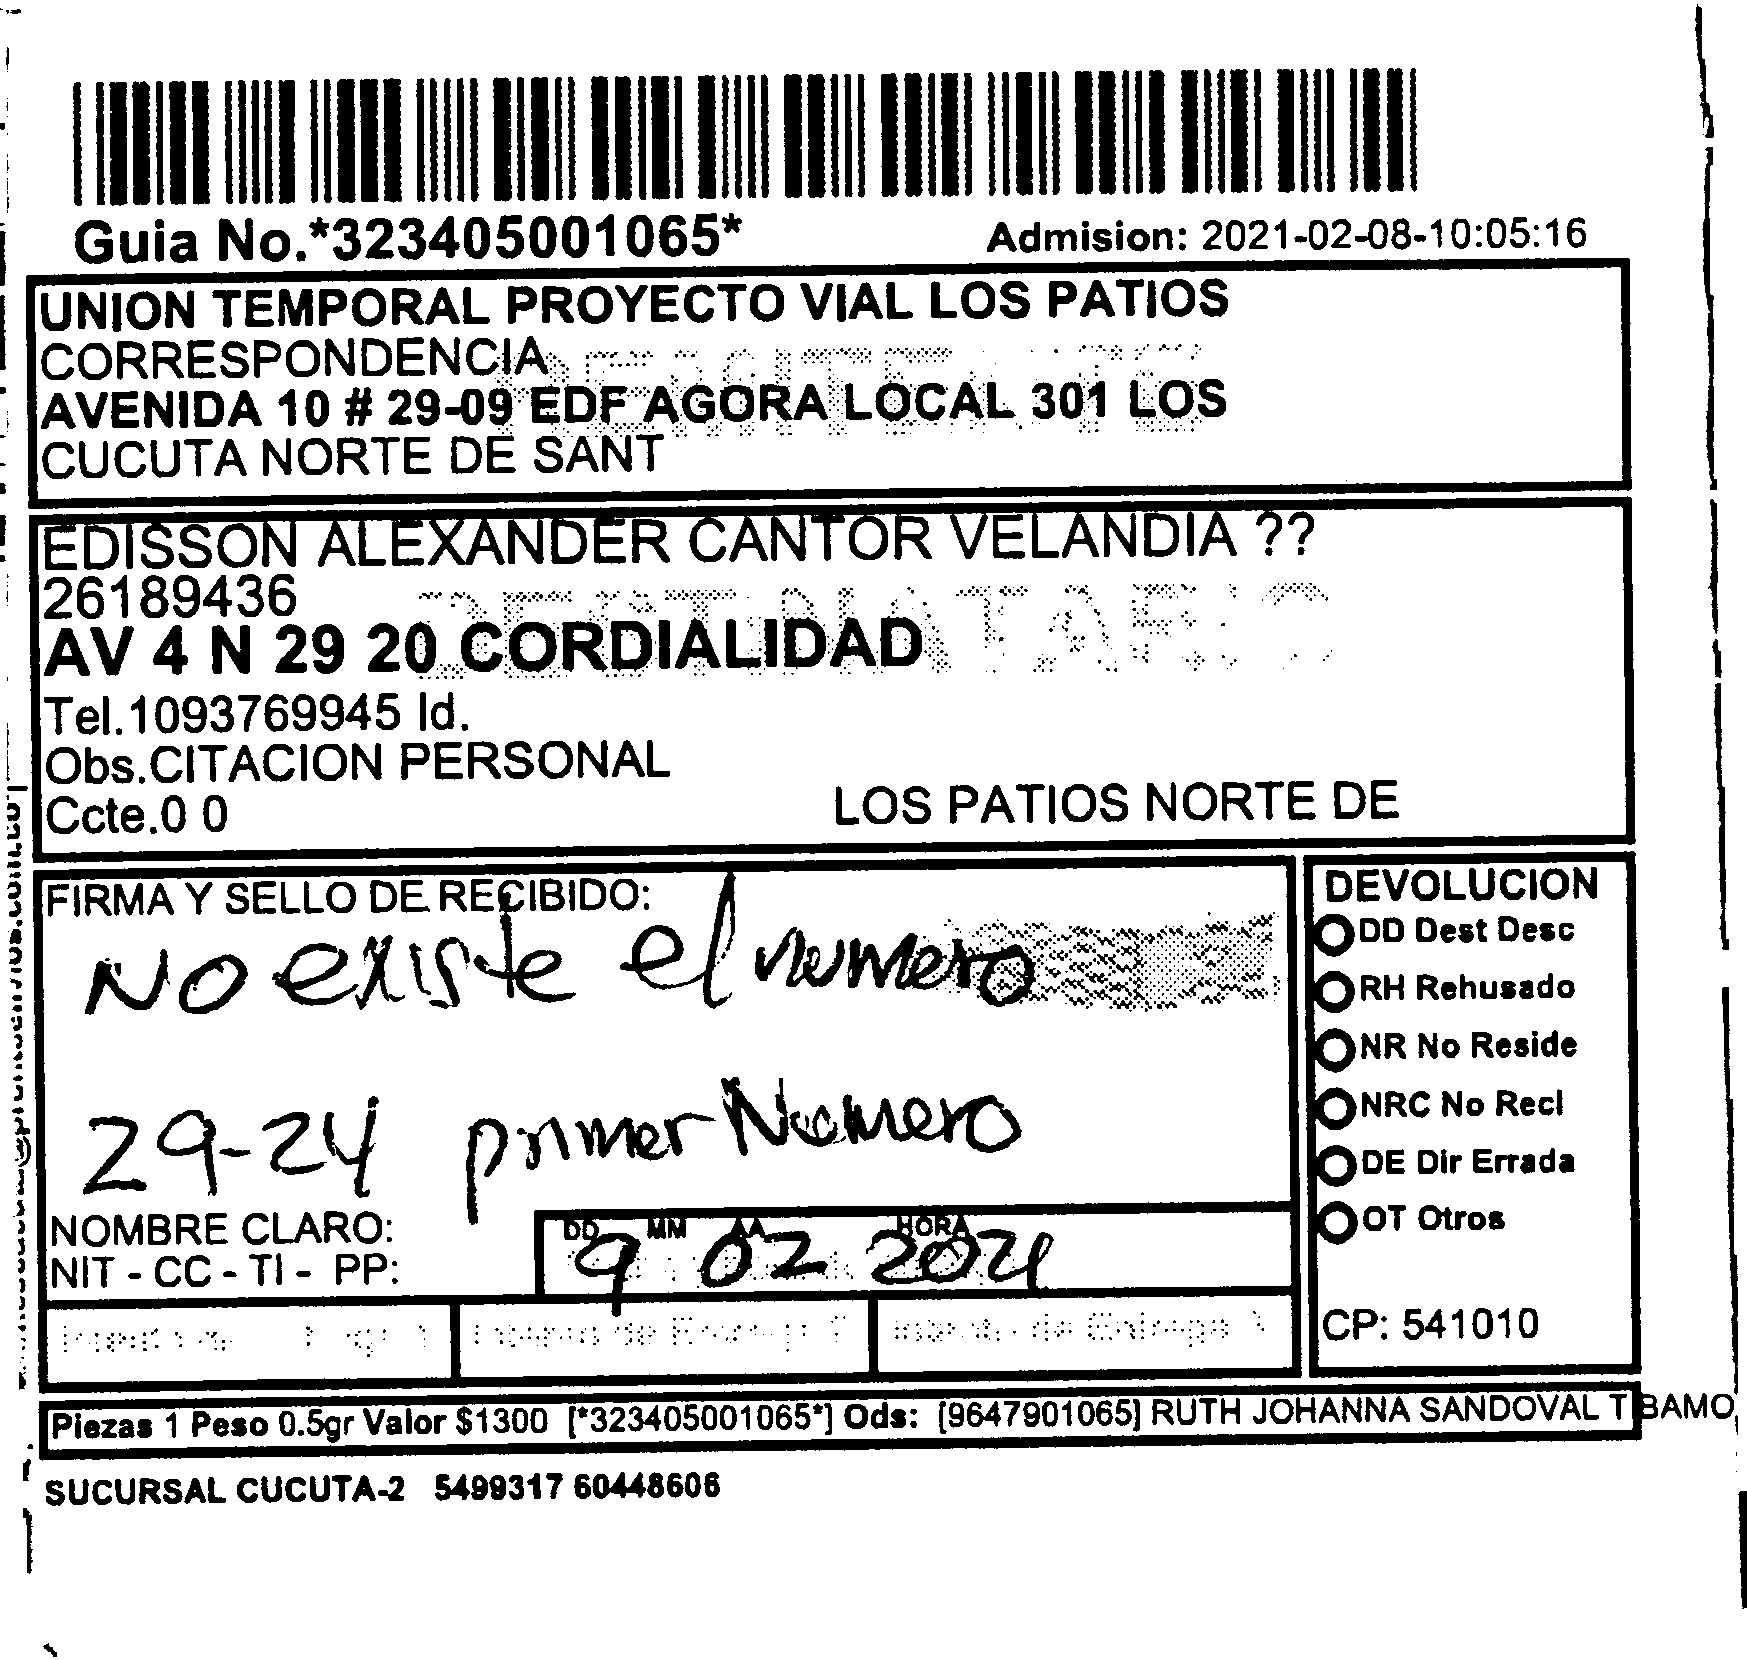 Guia No.*323405001065*
Admision: 2021-02-08-10:05:16
UNION TEMPORAL PROYECTO VIAL LOS PATIOS
CORRESPONDENCIA
AVENIDA 10 # 29-09 EDF AGORA LOCAL 301 LOS
CUCUTA NORTE DE SANT
EDISSON ALEXANDER CANTOR VELANDIA ??
26189436
DESTINATARIO
AV 4 N 29 20 CORDIALIDAD
Tel.1093769945 Id.
Obs.CITACION PERSONAL
Ccte.0 0
LOS PATIOS NORTE DE
FIRMA Y SELLO DE RECIBIDO:
No existe el numero
29-24 primer Numero
NOMBRE CLARO:
NIT - CC - TI - PP:
DD MM AA HORA
9 02 2021
DEVOLUCION
DD Dest Desc
RH Rehusado
NR No Reside
NRC No Recl
DE Dir Errada
OT Otros
CP: 541010
Piezas 1 Peso 0.5gr Valor $1300 [*323405001065*] Ods: [9647901065] RUTH JOHANNA SANDOVAL TIBAMO
SUCURSAL CUCUTA-2 5499317 60448606